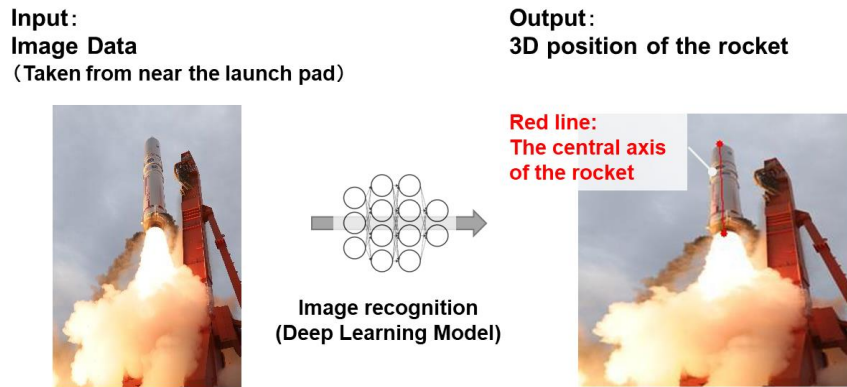 Input:
Image Data
(Taken from near the launch pad)
Image recognition
(Deep Learning Model)
Output:
3D position of the rocket
Red line:
The central axis
of the rocket